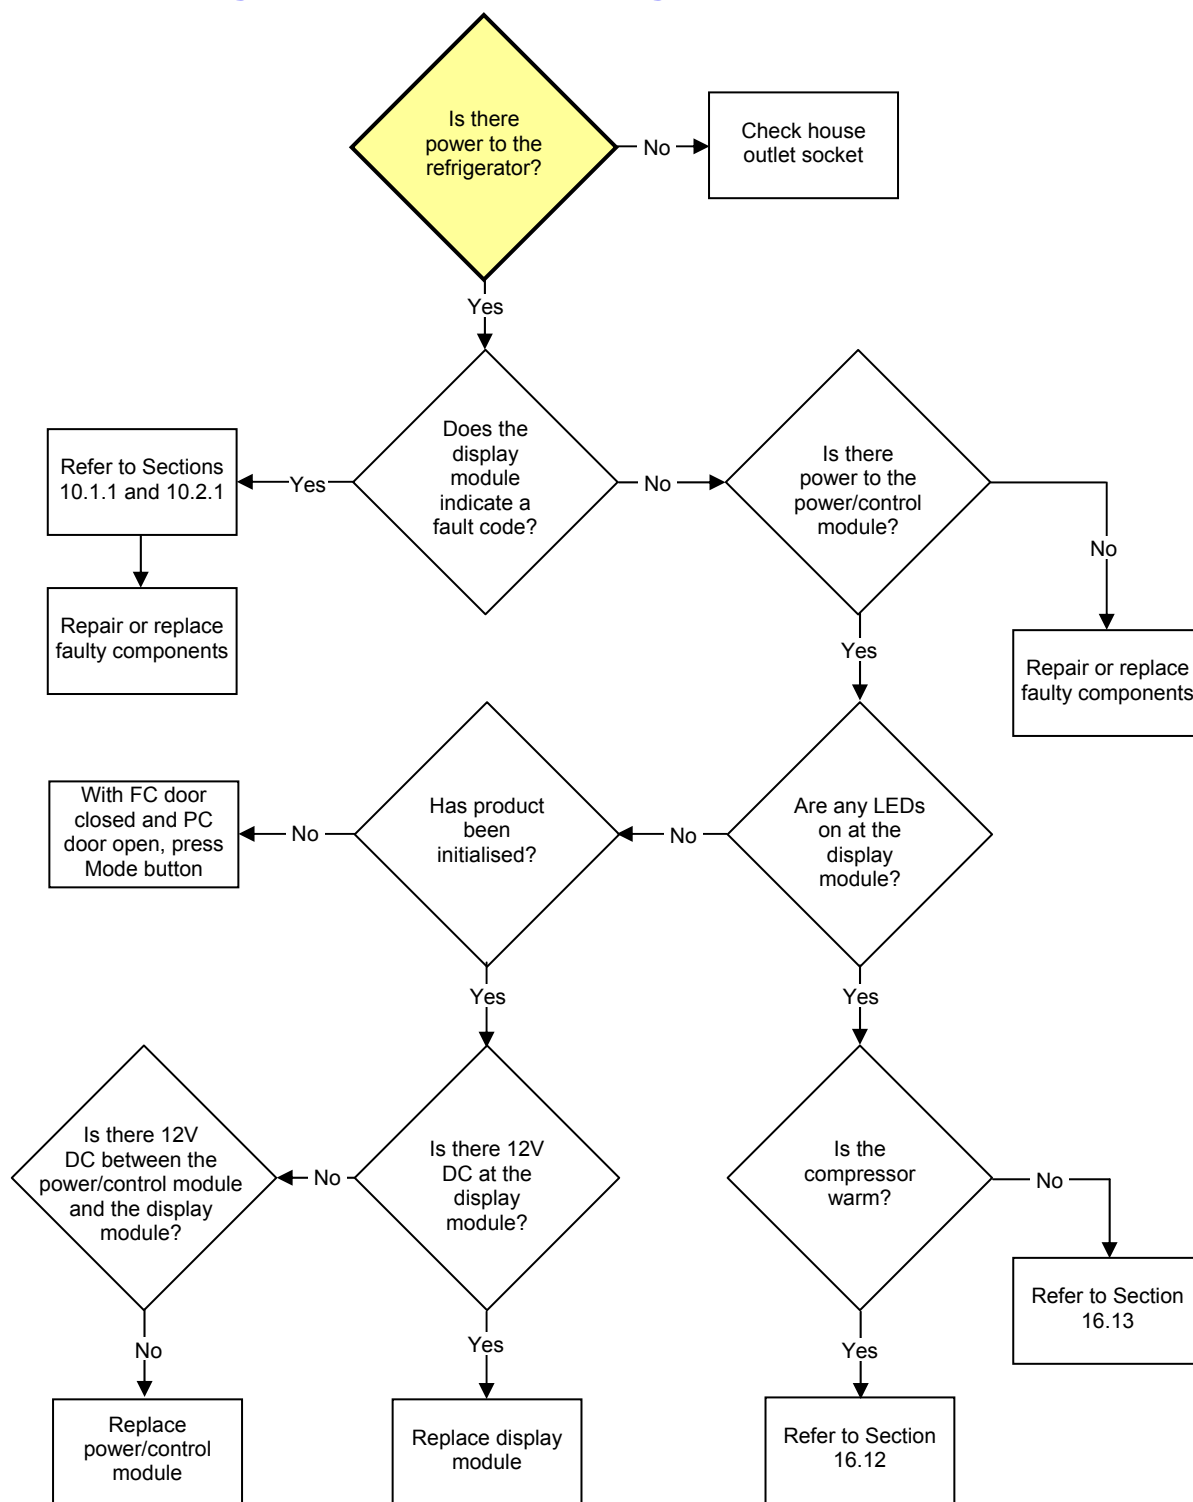 Is there
power to the
refrigerator?
No
Check house
outlet socket
Yes
Does the
display
module
indicate a
fault code?
Yes
Refer to Sections
10.1.1 and 10.2.1
Repair or replace
faulty components
No
Is there
power to the
power/control
module?
No
Repair or replace
faulty components
Yes
Are any LEDs
on at the
display
module?
No
Has product
been
initialised?
No
With FC door
closed and PC
door open, press
Mode button
Yes
Is there 12V
DC at the
display
module?
No
Is there 12V
DC between the
power/control module
and the display
module?
No
Replace
power/control
module
Yes
Replace display
module
Yes
Is the
compressor
warm?
No
Refer to Section
16.13
Yes
Refer to Section
16.12